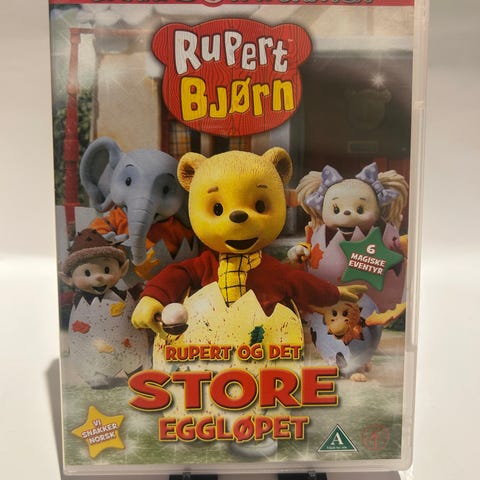 RUPERT
BJØRN
6
MAGISKE
EVENTYR
RUPERT OG DET
STORE
EGGLØPET
VI
SNAKKER
NORSK!
A